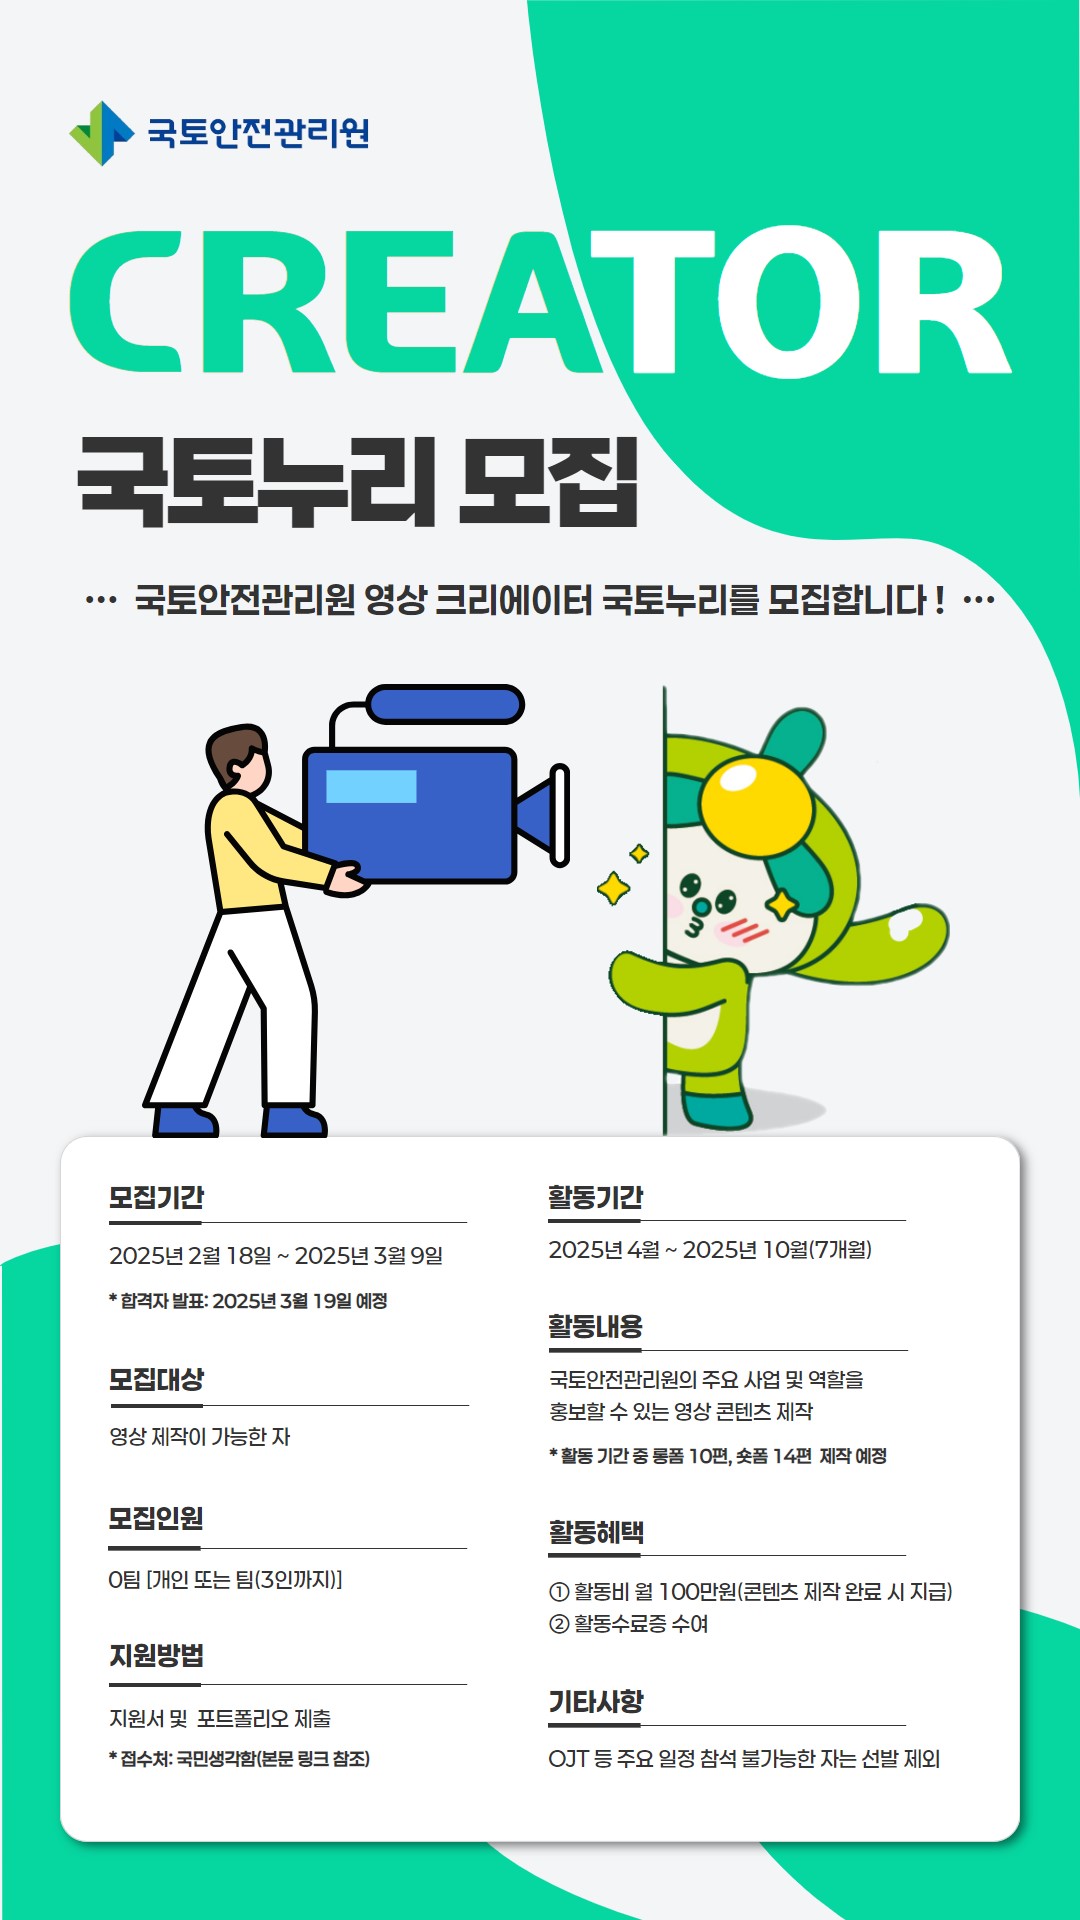 국토안전관리원
CREATOR
국토누리 모집
··· 국토안전관리원 영상 크리에이터 국토누리를 모집합니다 ! ···
모집기간
2025년 2월 18일 ~ 2025년 3월 9일
* 합격자 발표: 2025년 3월 19일 예정
모집대상
영상 제작이 가능한 자
모집인원
0팀 [개인 또는 팀(3인까지)]
지원방법
지원서 및 포트폴리오 제출
* 접수처: 국민생각함(본문 링크 참조)
활동기간
2025년 4월 ~ 2025년 10월(7개월)
활동내용
국토안전관리원의 주요 사업 및 역할을
홍보할 수 있는 영상 콘텐츠 제작
* 활동 기간 중 롱폼 10편, 숏폼 14편 제작 예정
활동혜택
① 활동비 월 100만원(콘텐츠 제작 완료 시 지급)
② 활동수료증 수여
기타사항
OJT 등 주요 일정 참석 불가능한 자는 선발 제외